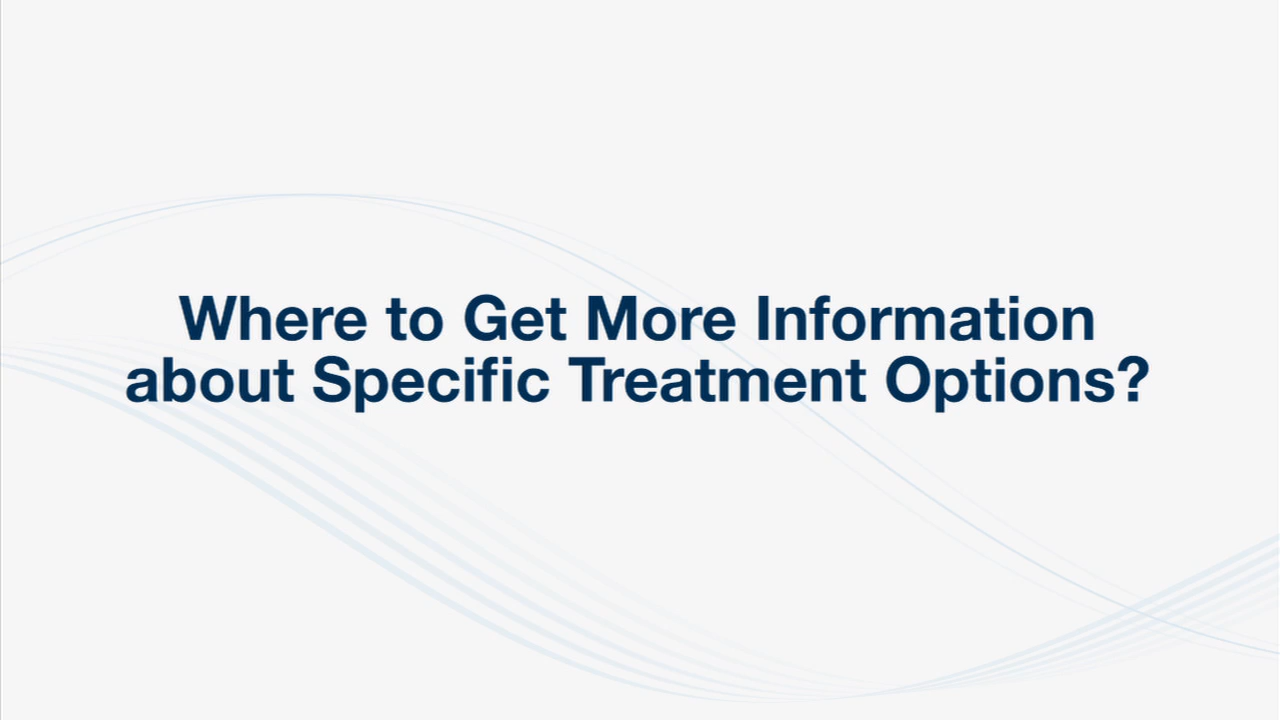 Where to Get More Information
about Specific Treatment Options?